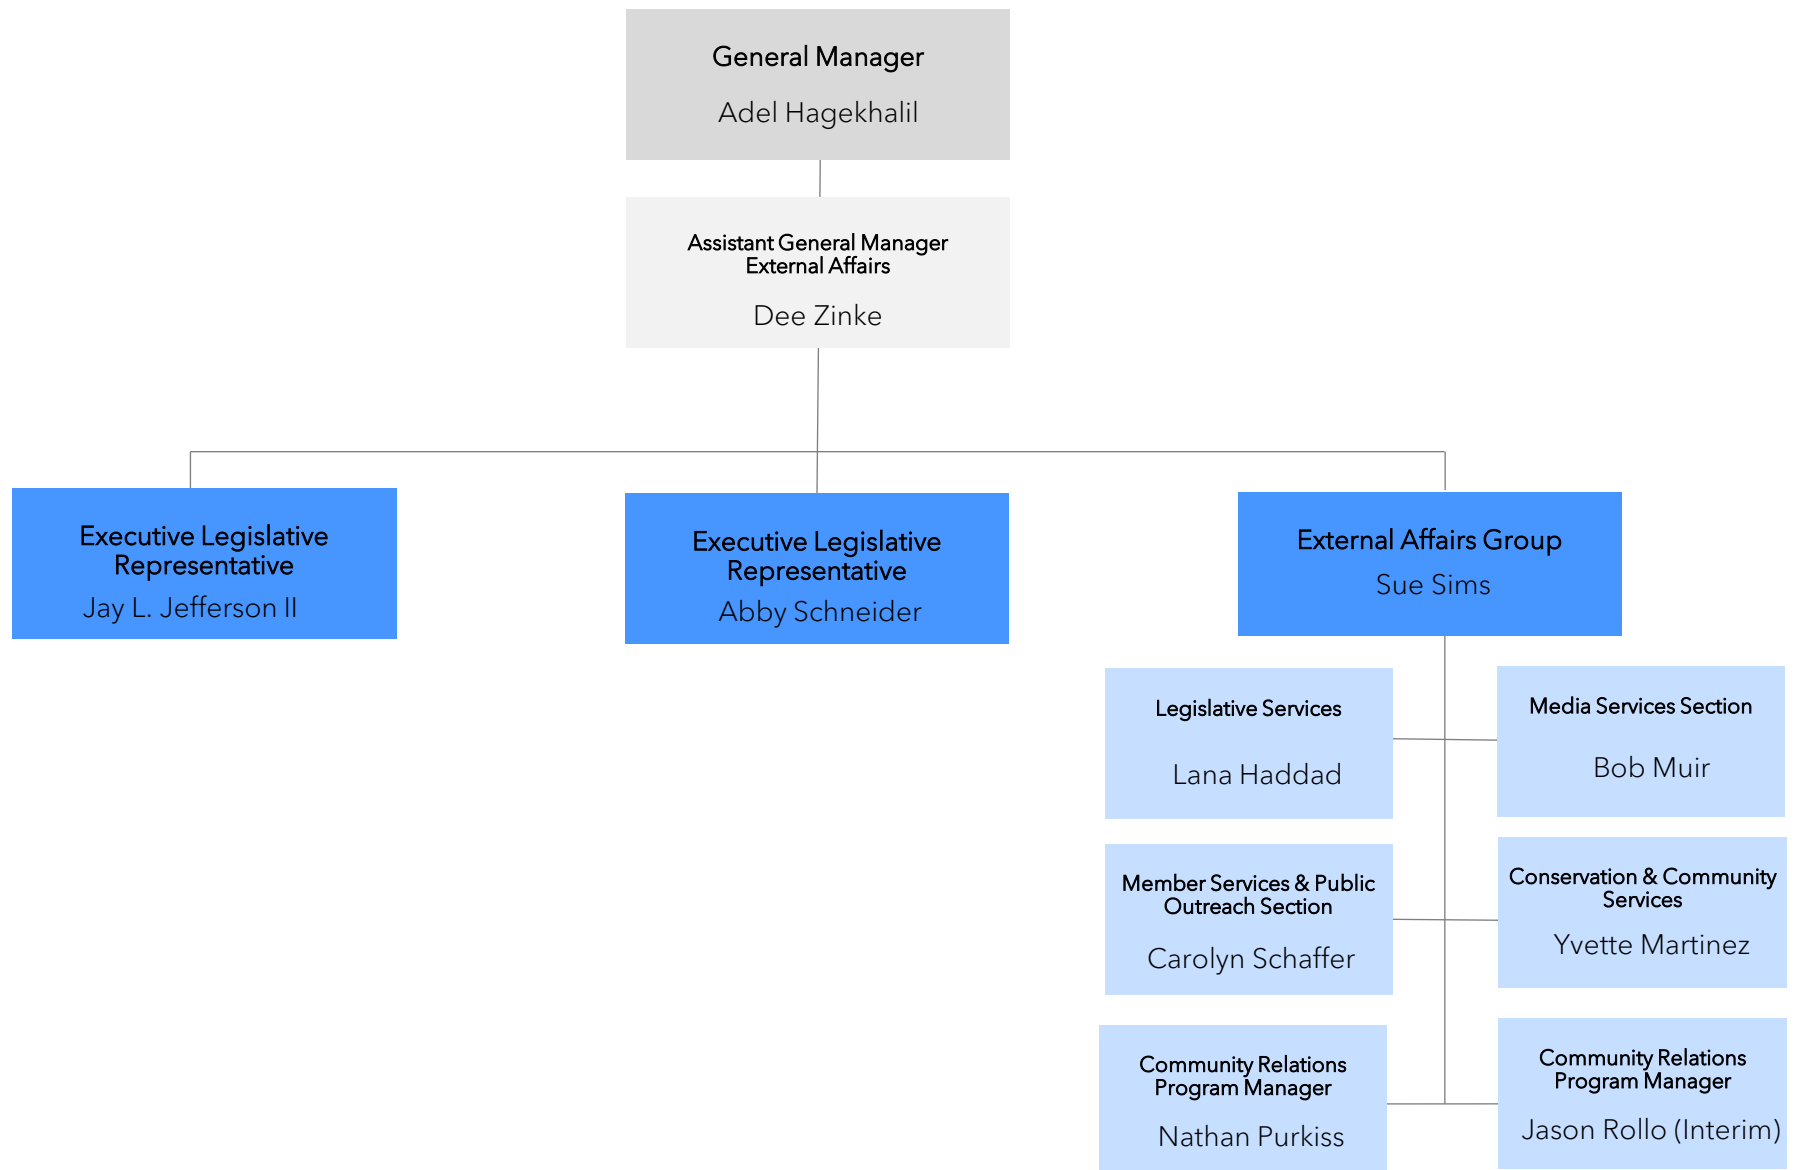 General Manager
Adel Hagekhalil
Assistant General Manager
External Affairs
Dee Zinke
Executive Legislative
Representative
Jay L. Jefferson II
Executive Legislative
Representative
Abby Schneider
External Affairs Group
Sue Sims
Legislative Services
Lana Haddad
Media Services Section
Bob Muir
Member Services & Public
Outreach Section
Carolyn Schaffer
Conservation & Community
Services
Yvette Martinez
Community Relations
Program Manager
Nathan Purkiss
Community Relations
Program Manager
Jason Rollo (Interim)